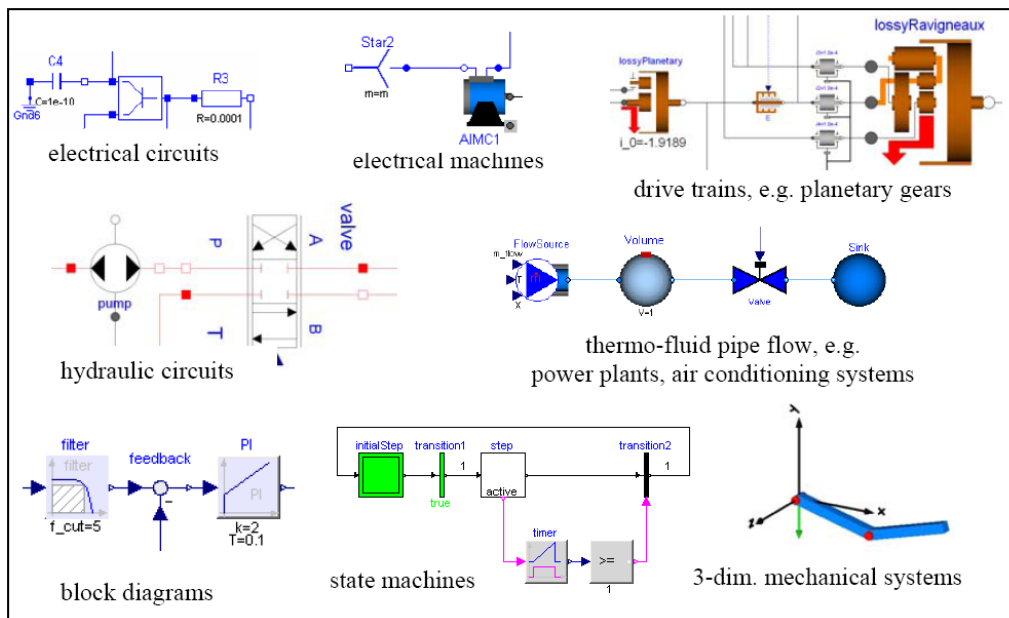 C4
C=1e-10
Gnd6
R3
R=0.0001
electrical circuits
Star2
m=m
AIMC1
electrical machines
lossyPlanetary
i_0=-1.9189
lossyRavigneaux
drive trains, e.g. planetary gears
pump
P
T
A
B
valve
hydraulic circuits
m_flow
FlowSource
T
X
m
Volume
V=1
Valve
Sink
thermo-fluid pipe flow, e.g.
power plants, air conditioning systems
filter
filter
f_cut=5
feedback
-
PI
PI
k=2
T=0.1
block diagrams
initialStep
transition1
true
1
step
active
transition2
1
timer
>=
1
state machines
y
x
z
3-dim. mechanical systems